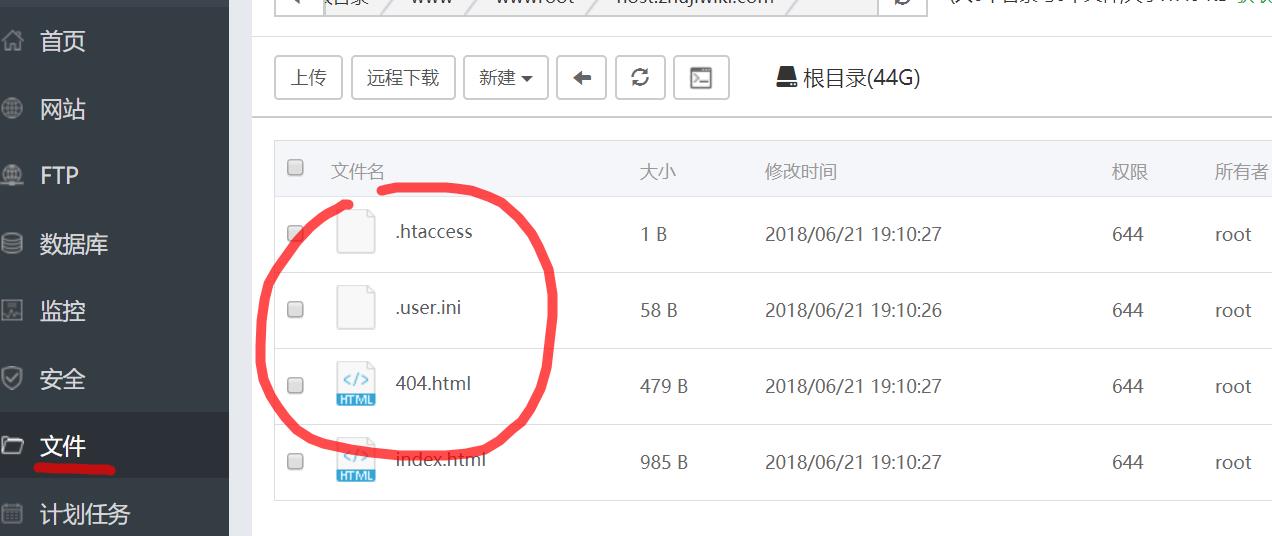 www
wwwroot
host.zhujiwiki.com
首页
网站
FTP
数据库
监控
安全
文件
计划任务
上传
远程下载
新建
根目录(44G)
文件名 大小 修改时间 权限 所有者
.htaccess 1 B 2018/06/21 19:10:27 644 root
.user.ini 58 B 2018/06/21 19:10:26 644 root
HTML 404.html 479 B 2018/06/21 19:10:27 644 root
HTML index.html 985 B 2018/06/21 19:10:27 644 root